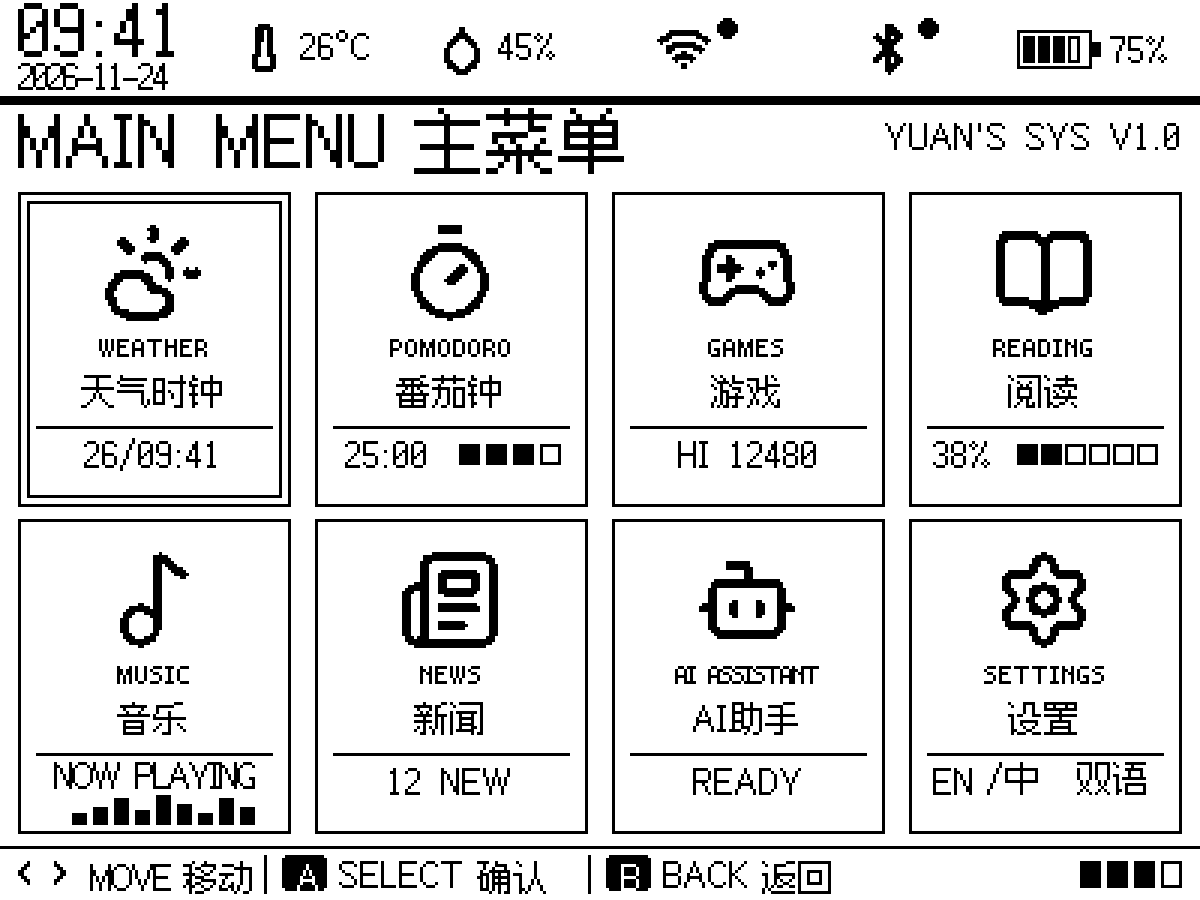 09:41
2026-11-24
26°C
45%
75%
MAIN MENU 主菜单
YUAN'S SYS V1.0
WEATHER
天气时钟
26/09:41
POMODORO
番茄钟
25:00
GAMES
游戏
HI 12480
READING
阅读
38%
MUSIC
音乐
NOW PLAYING
NEWS
新闻
12 NEW
AI ASSISTANT
AI助手
READY
SETTINGS
设置
EN /中 双语
< > MOVE 移动
A SELECT 确认
B BACK 返回